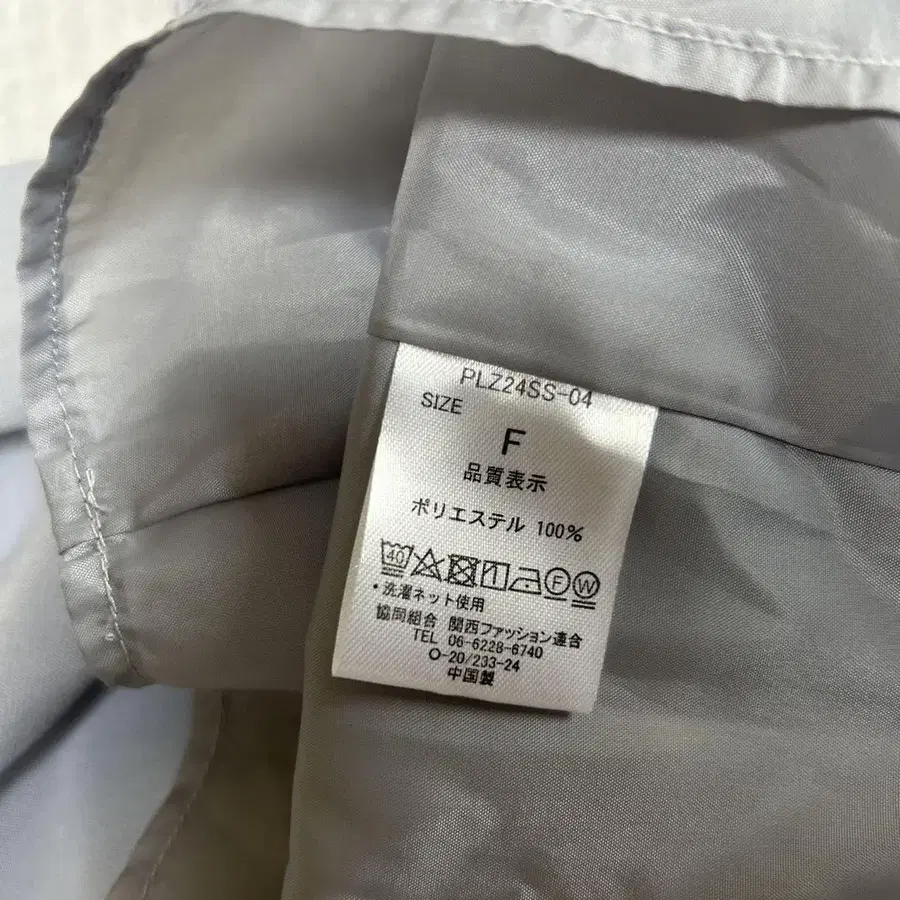 PLZ24SS-04
SIZE
F
品質表示
ポリエステル 100%
40 F W
・洗濯ネット使用
協同組合 関西ファッション連合
TEL 06-6228-6740
O-20/233-24
中国製